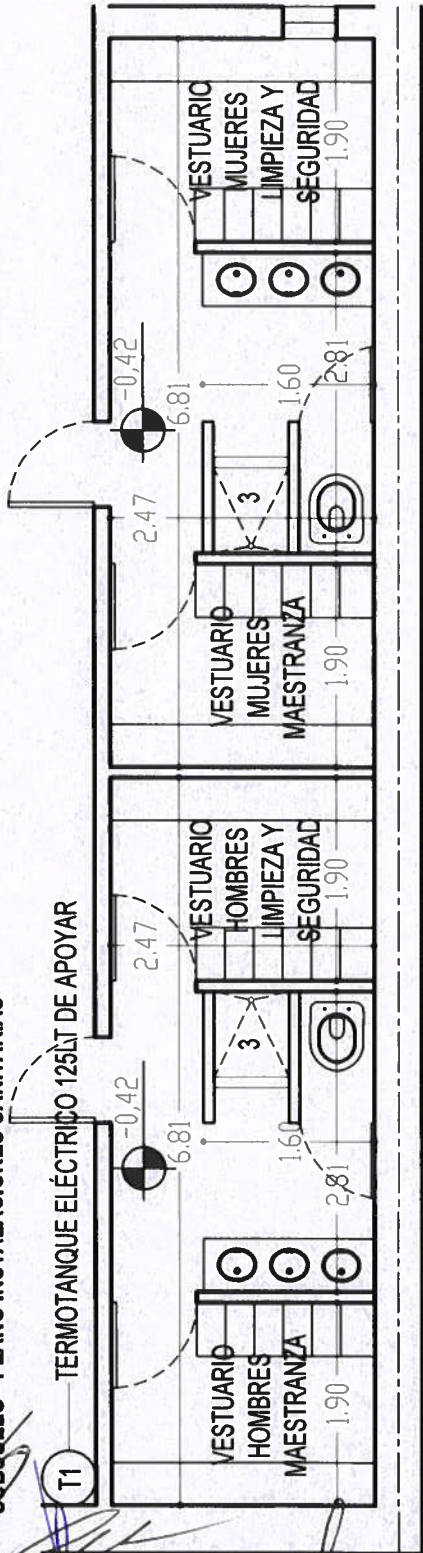 TERMOTANQUE ELÉCTRICO 125LT DE APOYAR
T1
-0,42
6.81
2.47
VESTUARIO
HOMBRES
MAESTRANZA
1.90
3
1.60
2.81
VESTUARIO
HOMBRES
LIMPIEZA Y
SEGURIDAD
1.90
-0,42
6.81
2.47
VESTUARIO
MUJERES
MAESTRANZA
1.90
3
1.60
2.81
VESTUARIO
MUJERES
LIMPIEZA Y
SEGURIDAD
1.90